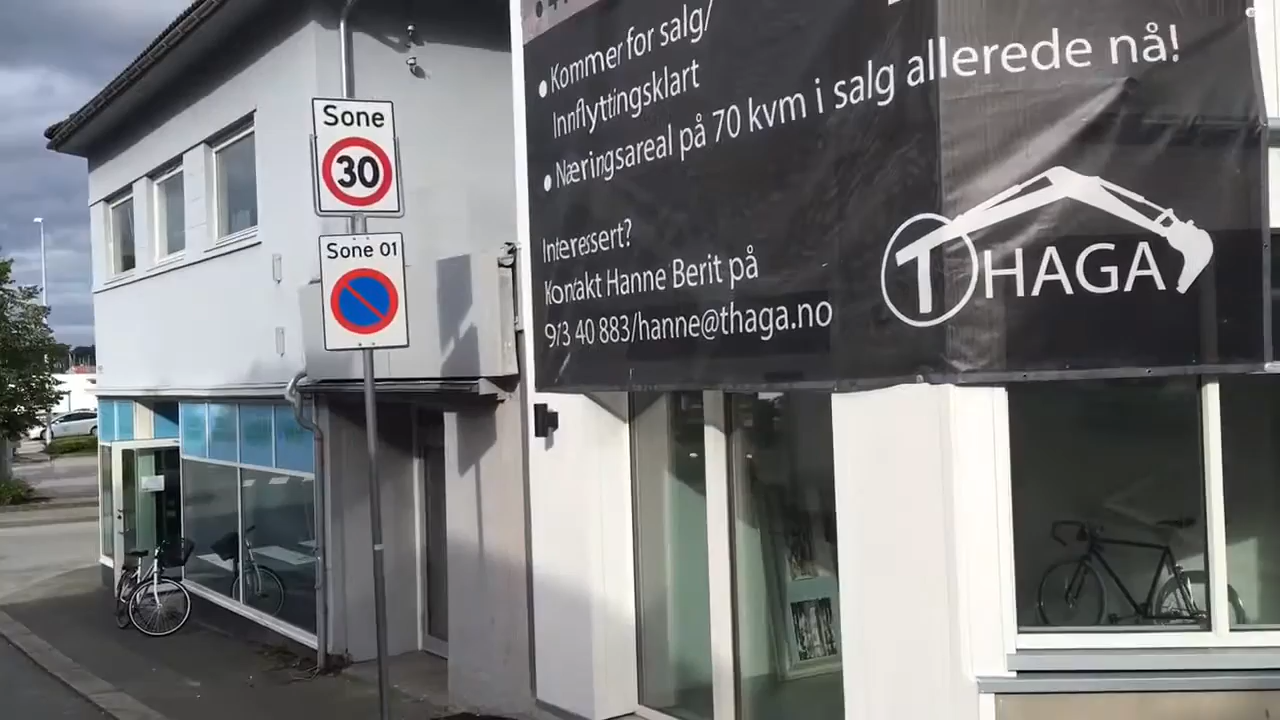 Sone
30
Sone 01
• Kommer for salg/
Innflyttingsklart
• Næringsareal på 70 kvm i salg allerede nå!
Interessert?
Kontakt Hanne Berit på
913 40 883/hanne@thaga.no
THAGA